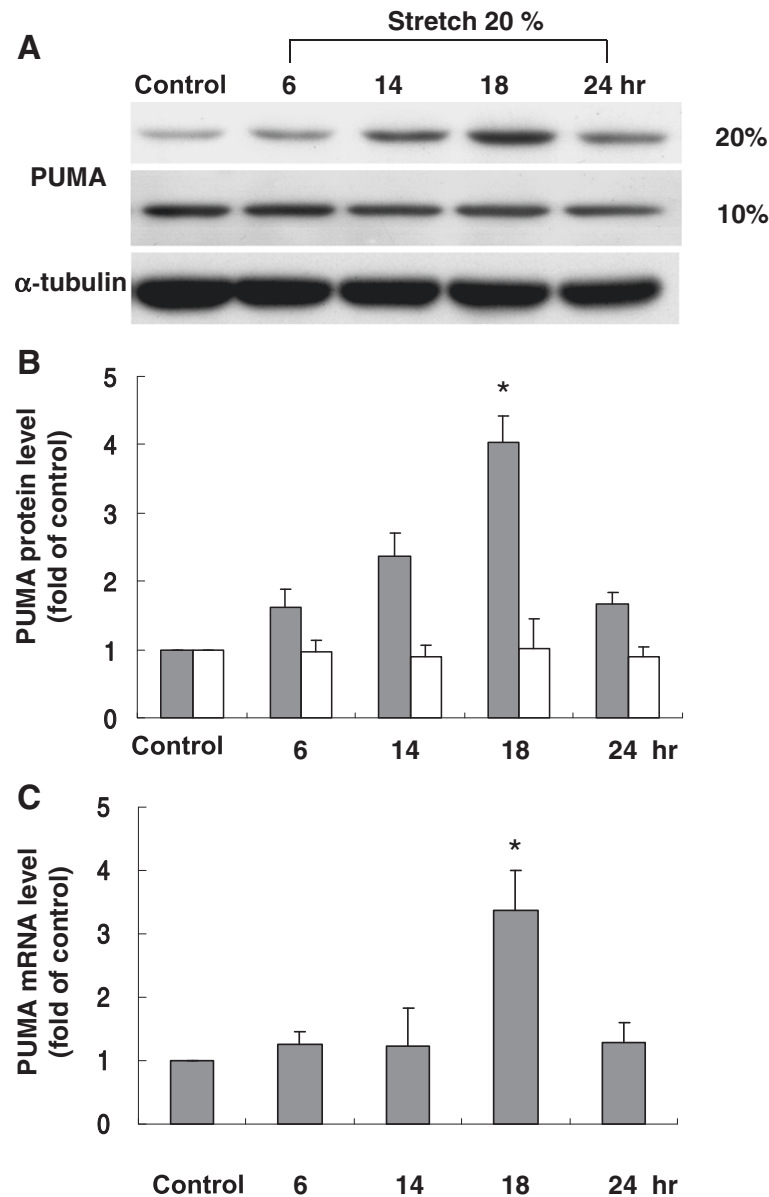 A
Stretch 20 %
Control 6 14 18 24 hr
20%
PUMA
10%
α-tubulin
B
PUMA protein level
(fold of control)
5
4
3
2
1
0
*
Control 6 14 18 24 hr
C
PUMA mRNA level
(fold of control)
5
4
3
2
1
0
*
Control 6 14 18 24 hr